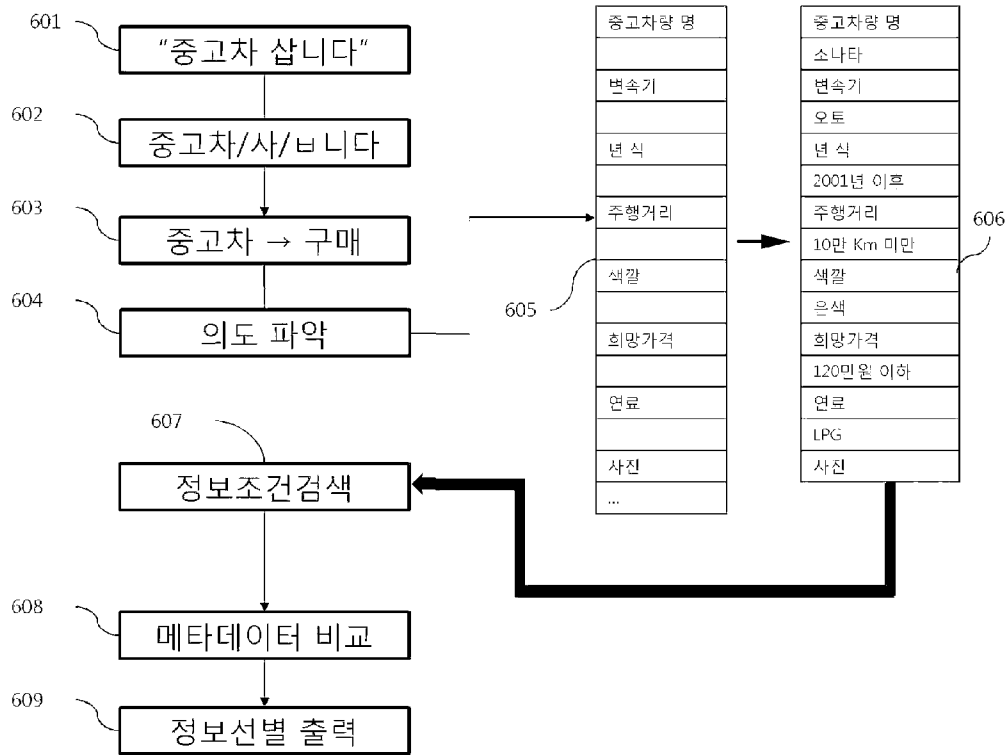 601
"중고차 삽니다"
602
중고차/사/ㅂ니다
603
중고차 → 구매
604
의도 파악
605
중고차량 명
변속기
년 식
주행거리
색깔
희망가격
연료
사진
...
606
중고차량 명
소나타
변속기
오토
년 식
2001년 이후
주행거리
10만 Km 미만
색깔
은색
희망가격
120만원 이하
연료
LPG
사진
607
정보조건검색
608
메타데이터 비교
609
정보선별 출력